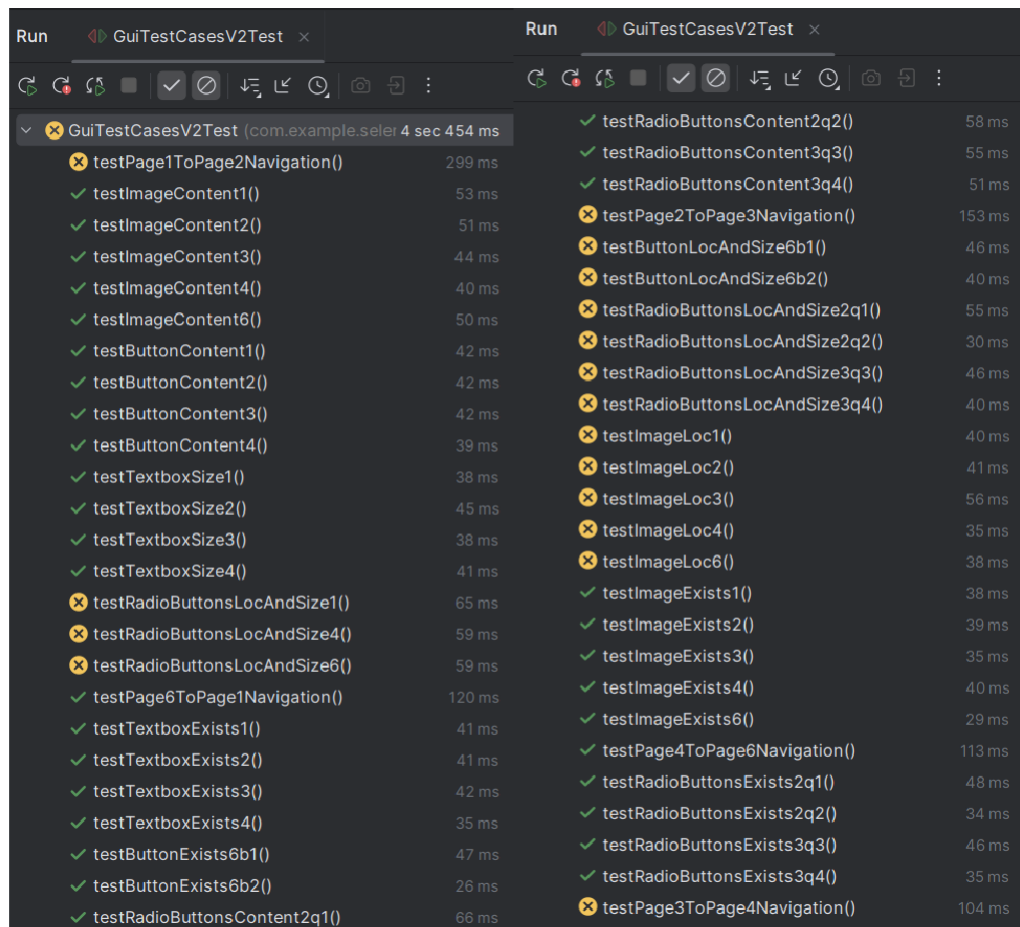 Run GuiTestCasesV2Test ×
GuiTestCasesV2Test (com.example.seler 4 sec 454 ms
testPage1ToPage2Navigation() 299 ms
testImageContent1() 53 ms
testImageContent2() 51 ms
testImageContent3() 44 ms
testImageContent4() 40 ms
testImageContent6() 50 ms
testButtonContent1() 42 ms
testButtonContent2() 42 ms
testButtonContent3() 42 ms
testButtonContent4() 39 ms
testTextboxSize1() 38 ms
testTextboxSize2() 45 ms
testTextboxSize3() 38 ms
testTextboxSize4() 41 ms
testRadioButtonsLocAndSize1() 65 ms
testRadioButtonsLocAndSize4() 59 ms
testRadioButtonsLocAndSize6() 59 ms
testPage6ToPage1Navigation() 120 ms
testTextboxExists1() 41 ms
testTextboxExists2() 41 ms
testTextboxExists3() 42 ms
testTextboxExists4() 35 ms
testButtonExists6b1() 47 ms
testButtonExists6b2() 26 ms
testRadioButtonsContent2q1() 66 ms
Run GuiTestCasesV2Test ×
testRadioButtonsContent2q2() 58 ms
testRadioButtonsContent3q3() 55 ms
testRadioButtonsContent3q4() 51 ms
testPage2ToPage3Navigation() 153 ms
testButtonLocAndSize6b1() 46 ms
testButtonLocAndSize6b2() 40 ms
testRadioButtonsLocAndSize2q1() 55 ms
testRadioButtonsLocAndSize2q2() 30 ms
testRadioButtonsLocAndSize3q3() 46 ms
testRadioButtonsLocAndSize3q4() 40 ms
testImageLoc1() 40 ms
testImageLoc2() 41 ms
testImageLoc3() 56 ms
testImageLoc4() 35 ms
testImageLoc6() 38 ms
testImageExists1() 38 ms
testImageExists2() 39 ms
testImageExists3() 35 ms
testImageExists4() 40 ms
testImageExists6() 29 ms
testPage4ToPage6Navigation() 113 ms
testRadioButtonsExists2q1() 48 ms
testRadioButtonsExists2q2() 34 ms
testRadioButtonsExists3q3() 46 ms
testRadioButtonsExists3q4() 35 ms
testPage3ToPage4Navigation() 104 ms